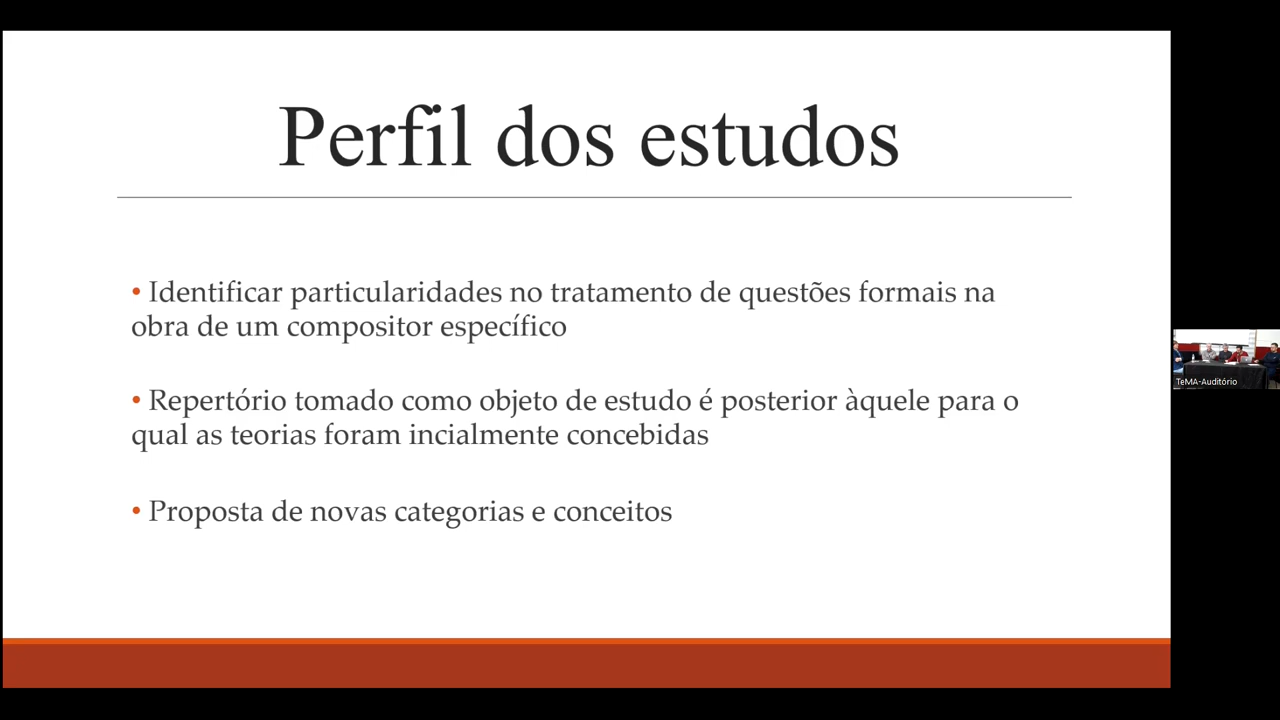 Perfil dos estudos
• Identificar particularidades no tratamento de questões formais na
obra de um compositor específico
• Repertório tomado como objeto de estudo é posterior àquele para o
qual as teorias foram incialmente concebidas
• Proposta de novas categorias e conceitos
TeMA-Auditório